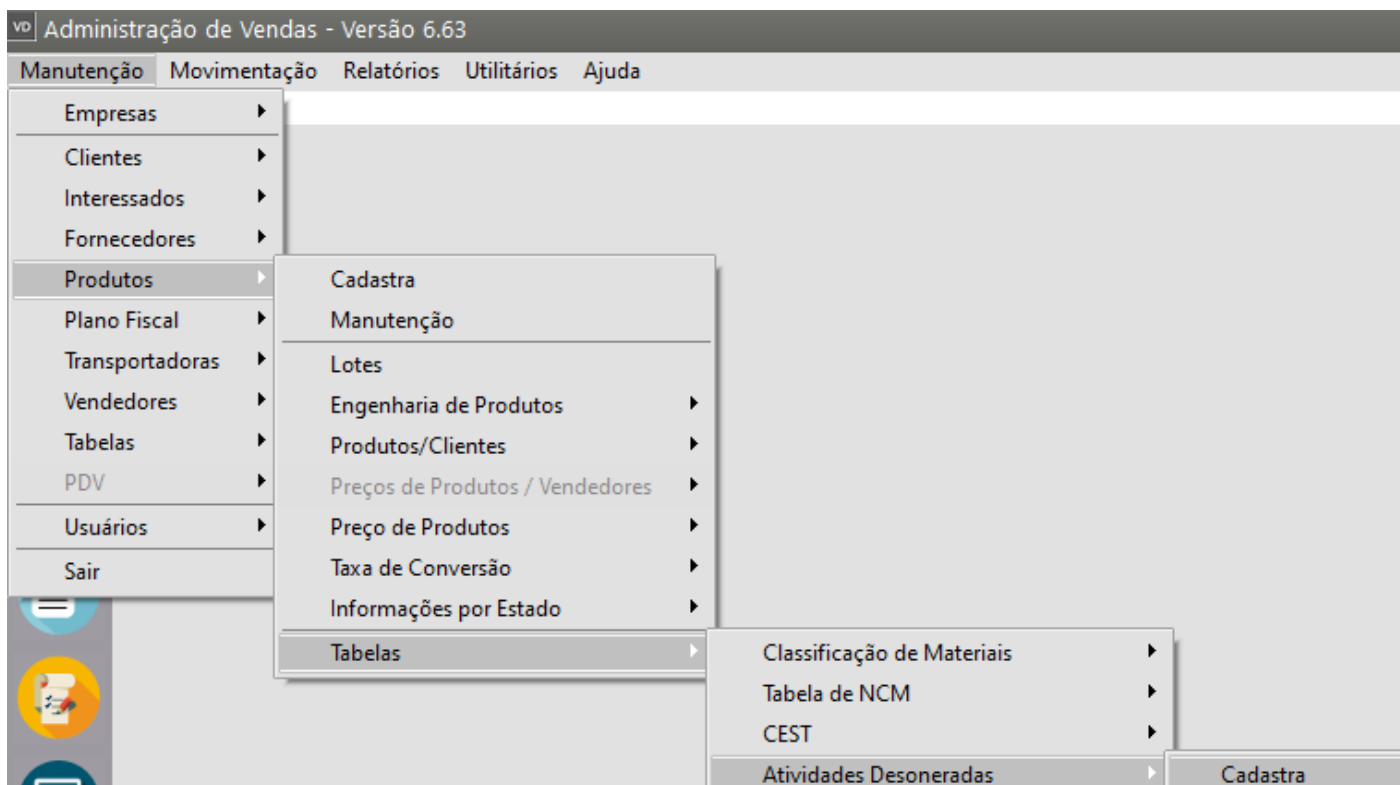 VD Administração de Vendas - Versão 6.63
Manutenção Movimentação Relatórios Utilitários Ajuda
Empresas
Clientes
Interessados
Fornecedores
Produtos
Plano Fiscal
Transportadoras
Vendedores
Tabelas
PDV
Usuários
Sair
Cadastra
Manutenção
Lotes
Engenharia de Produtos
Produtos/Clientes
Preços de Produtos / Vendedores
Preço de Produtos
Taxa de Conversão
Informações por Estado
Tabelas
Classificação de Materiais
Tabela de NCM
CEST
Atividades Desoneradas
Cadastra